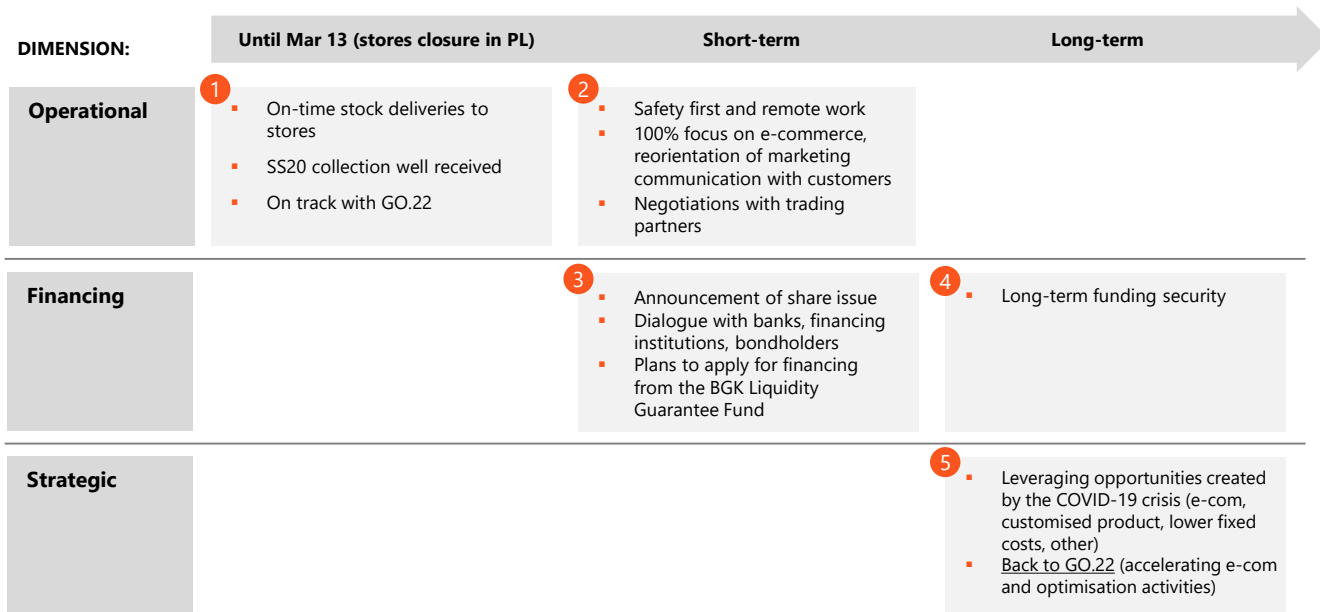 DIMENSION:
Until Mar 13 (stores closure in PL)
Short-term
Long-term
Operational
1
▪ On-time stock deliveries to
stores
▪ SS20 collection well received
▪ On track with GO.22
2
▪ Safety first and remote work
▪ 100% focus on e-commerce,
reorientation of marketing
communication with customers
▪ Negotiations with trading
partners
Financing
3
▪ Announcement of share issue
▪ Dialogue with banks, financing
institutions, bondholders
▪ Plans to apply for financing
from the BGK Liquidity
Guarantee Fund
4
▪ Long-term funding security
Strategic
5
▪ Leveraging opportunities created
by the COVID-19 crisis (e-com,
customised product, lower fixed
costs, other)
▪ Back to GO.22 (accelerating e-com
and optimisation activities)